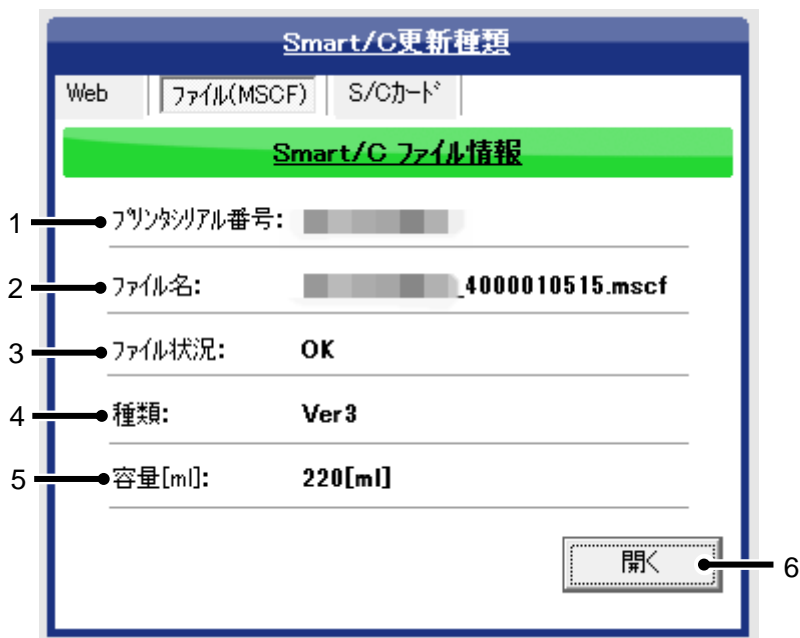 Smart/C更新種類
Web ﾌｧｲﾙ(MSCF) S/Cｶｰﾄﾞ
Smart/C ﾌｧｲﾙ情報
1 ﾌﾟﾘﾝﾀｼﾘｱﾙ番号:
2 ﾌｧｲﾙ名: _4000010515.mscf
3 ﾌｧｲﾙ状況: OK
4 種類: Ver3
5 容量[ml]: 220[ml]
開く 6